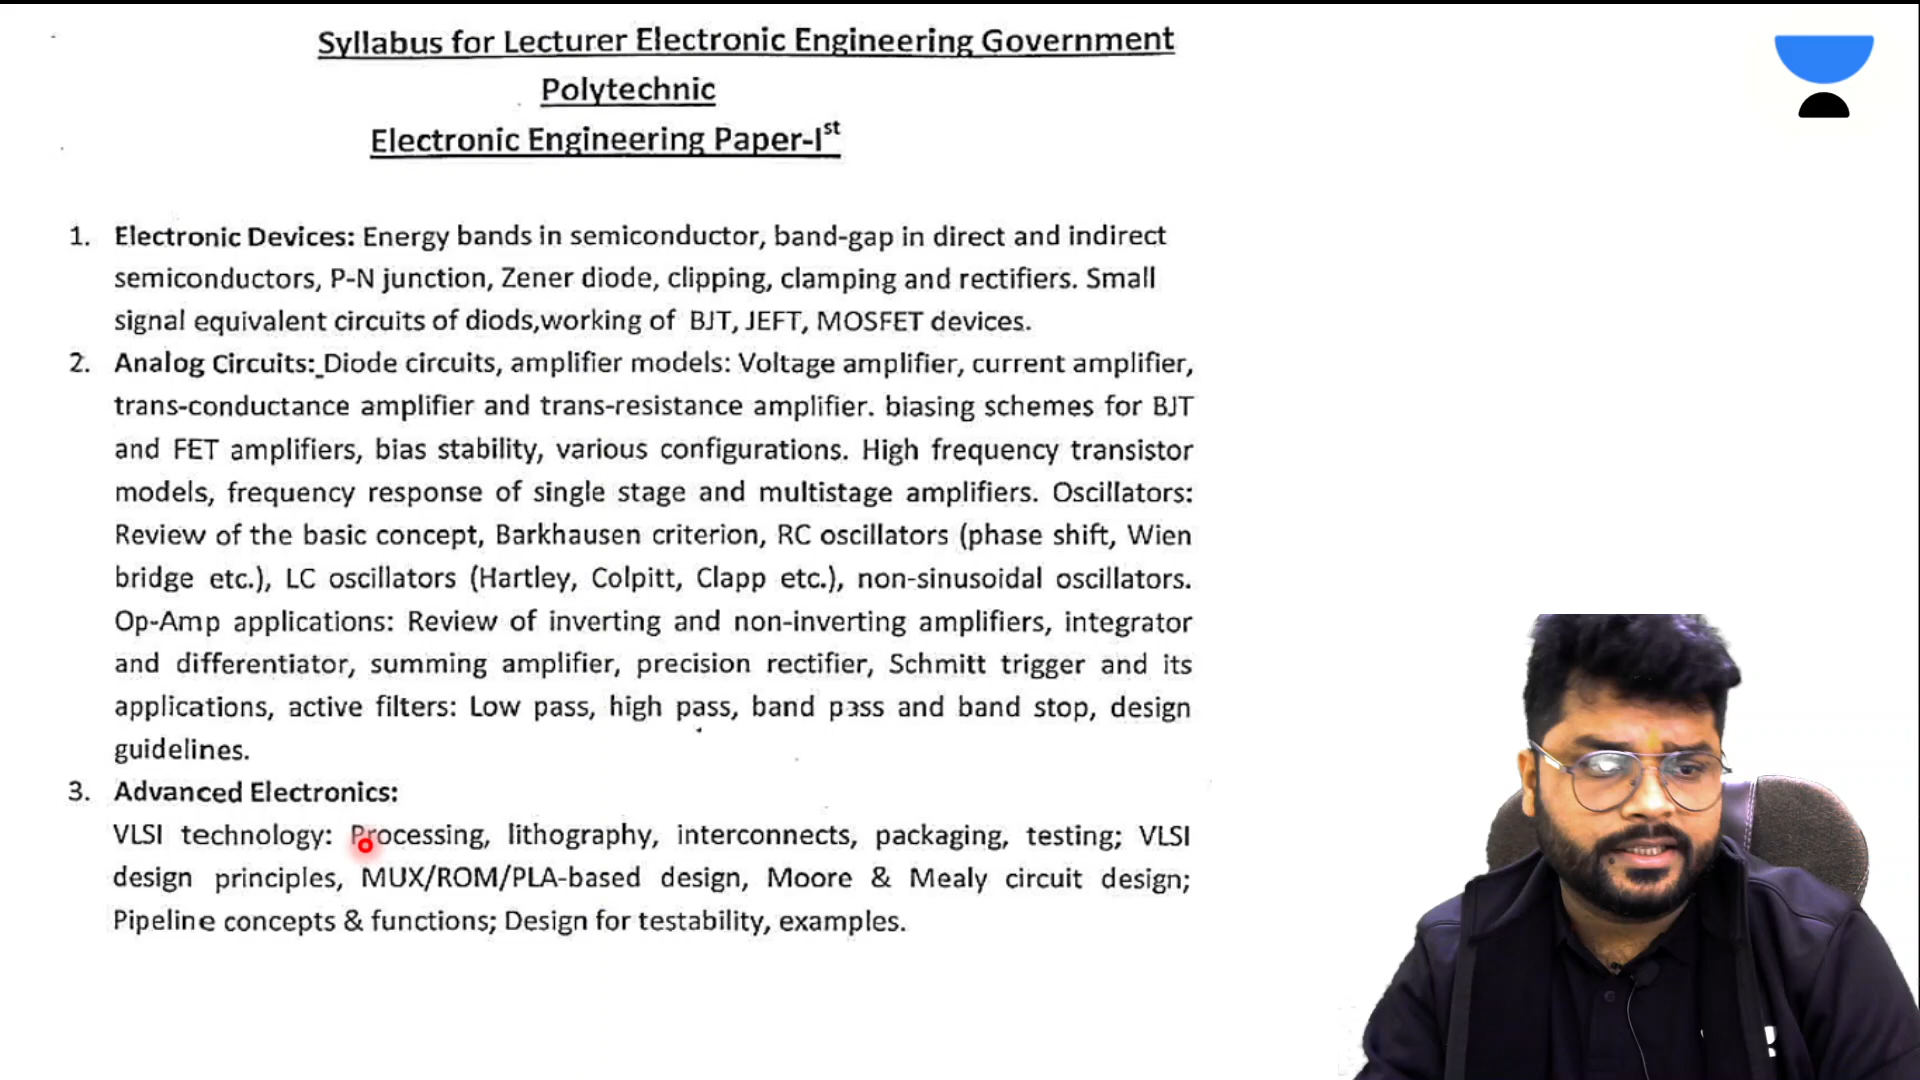 Syllabus for Lecturer Electronic Engineering Government
Polytechnic
Electronic Engineering Paper-Ist
1. Electronic Devices: Energy bands in semiconductor, band-gap in direct and indirect
semiconductors, P-N junction, Zener diode, clipping, clamping and rectifiers. Small
signal equivalent circuits of diods,working of BJT, JEFT, MOSFET devices.
2. Analog Circuits: Diode circuits, amplifier models: Voltage amplifier, current amplifier,
trans-conductance amplifier and trans-resistance amplifier. biasing schemes for BJT
and FET amplifiers, bias stability, various configurations. High frequency transistor
models, frequency response of single stage and multistage amplifiers. Oscillators:
Review of the basic concept, Barkhausen criterion, RC oscillators (phase shift, Wien
bridge etc.), LC oscillators (Hartley, Colpitt, Clapp etc.), non-sinusoidal oscillators.
Op-Amp applications: Review of inverting and non-inverting amplifiers, integrator
and differentiator, summing amplifier, precision rectifier, Schmitt trigger and its
applications, active filters: Low pass, high pass, band pass and band stop, design
guidelines.
3. Advanced Electronics:
VLSI technology: Processing, lithography, interconnects, packaging, testing; VLSI
design principles, MUX/ROM/PLA-based design, Moore & Mealy circuit design;
Pipeline concepts & functions; Design for testability, examples.